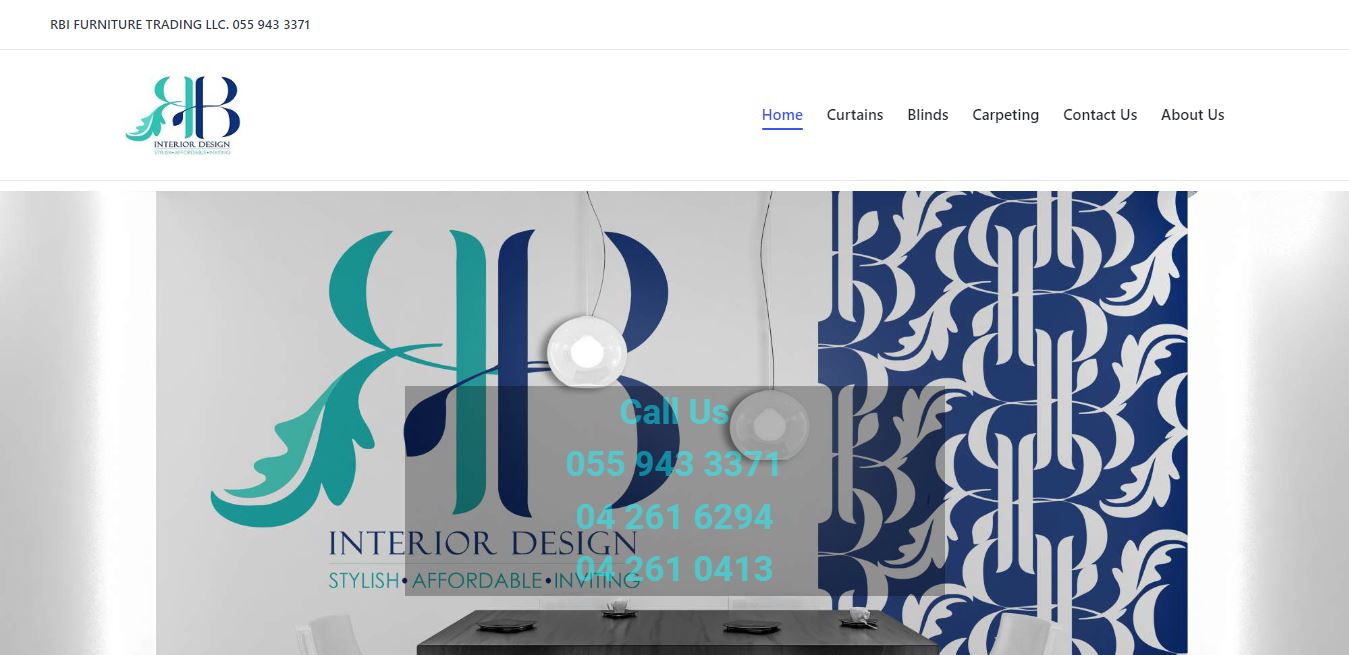 RBI FURNITURE TRADING LLC. 055 943 3371
RB
INTERIOR DESIGN
STYLISH•AFFORDABLE•INVITING
Home Curtains Blinds Carpeting Contact Us About Us
RB
INTERIOR DESIGN
STYLISH•AFFORDABLE•INVITING
Call Us
055 943 3371
04 261 6294
04 261 0413